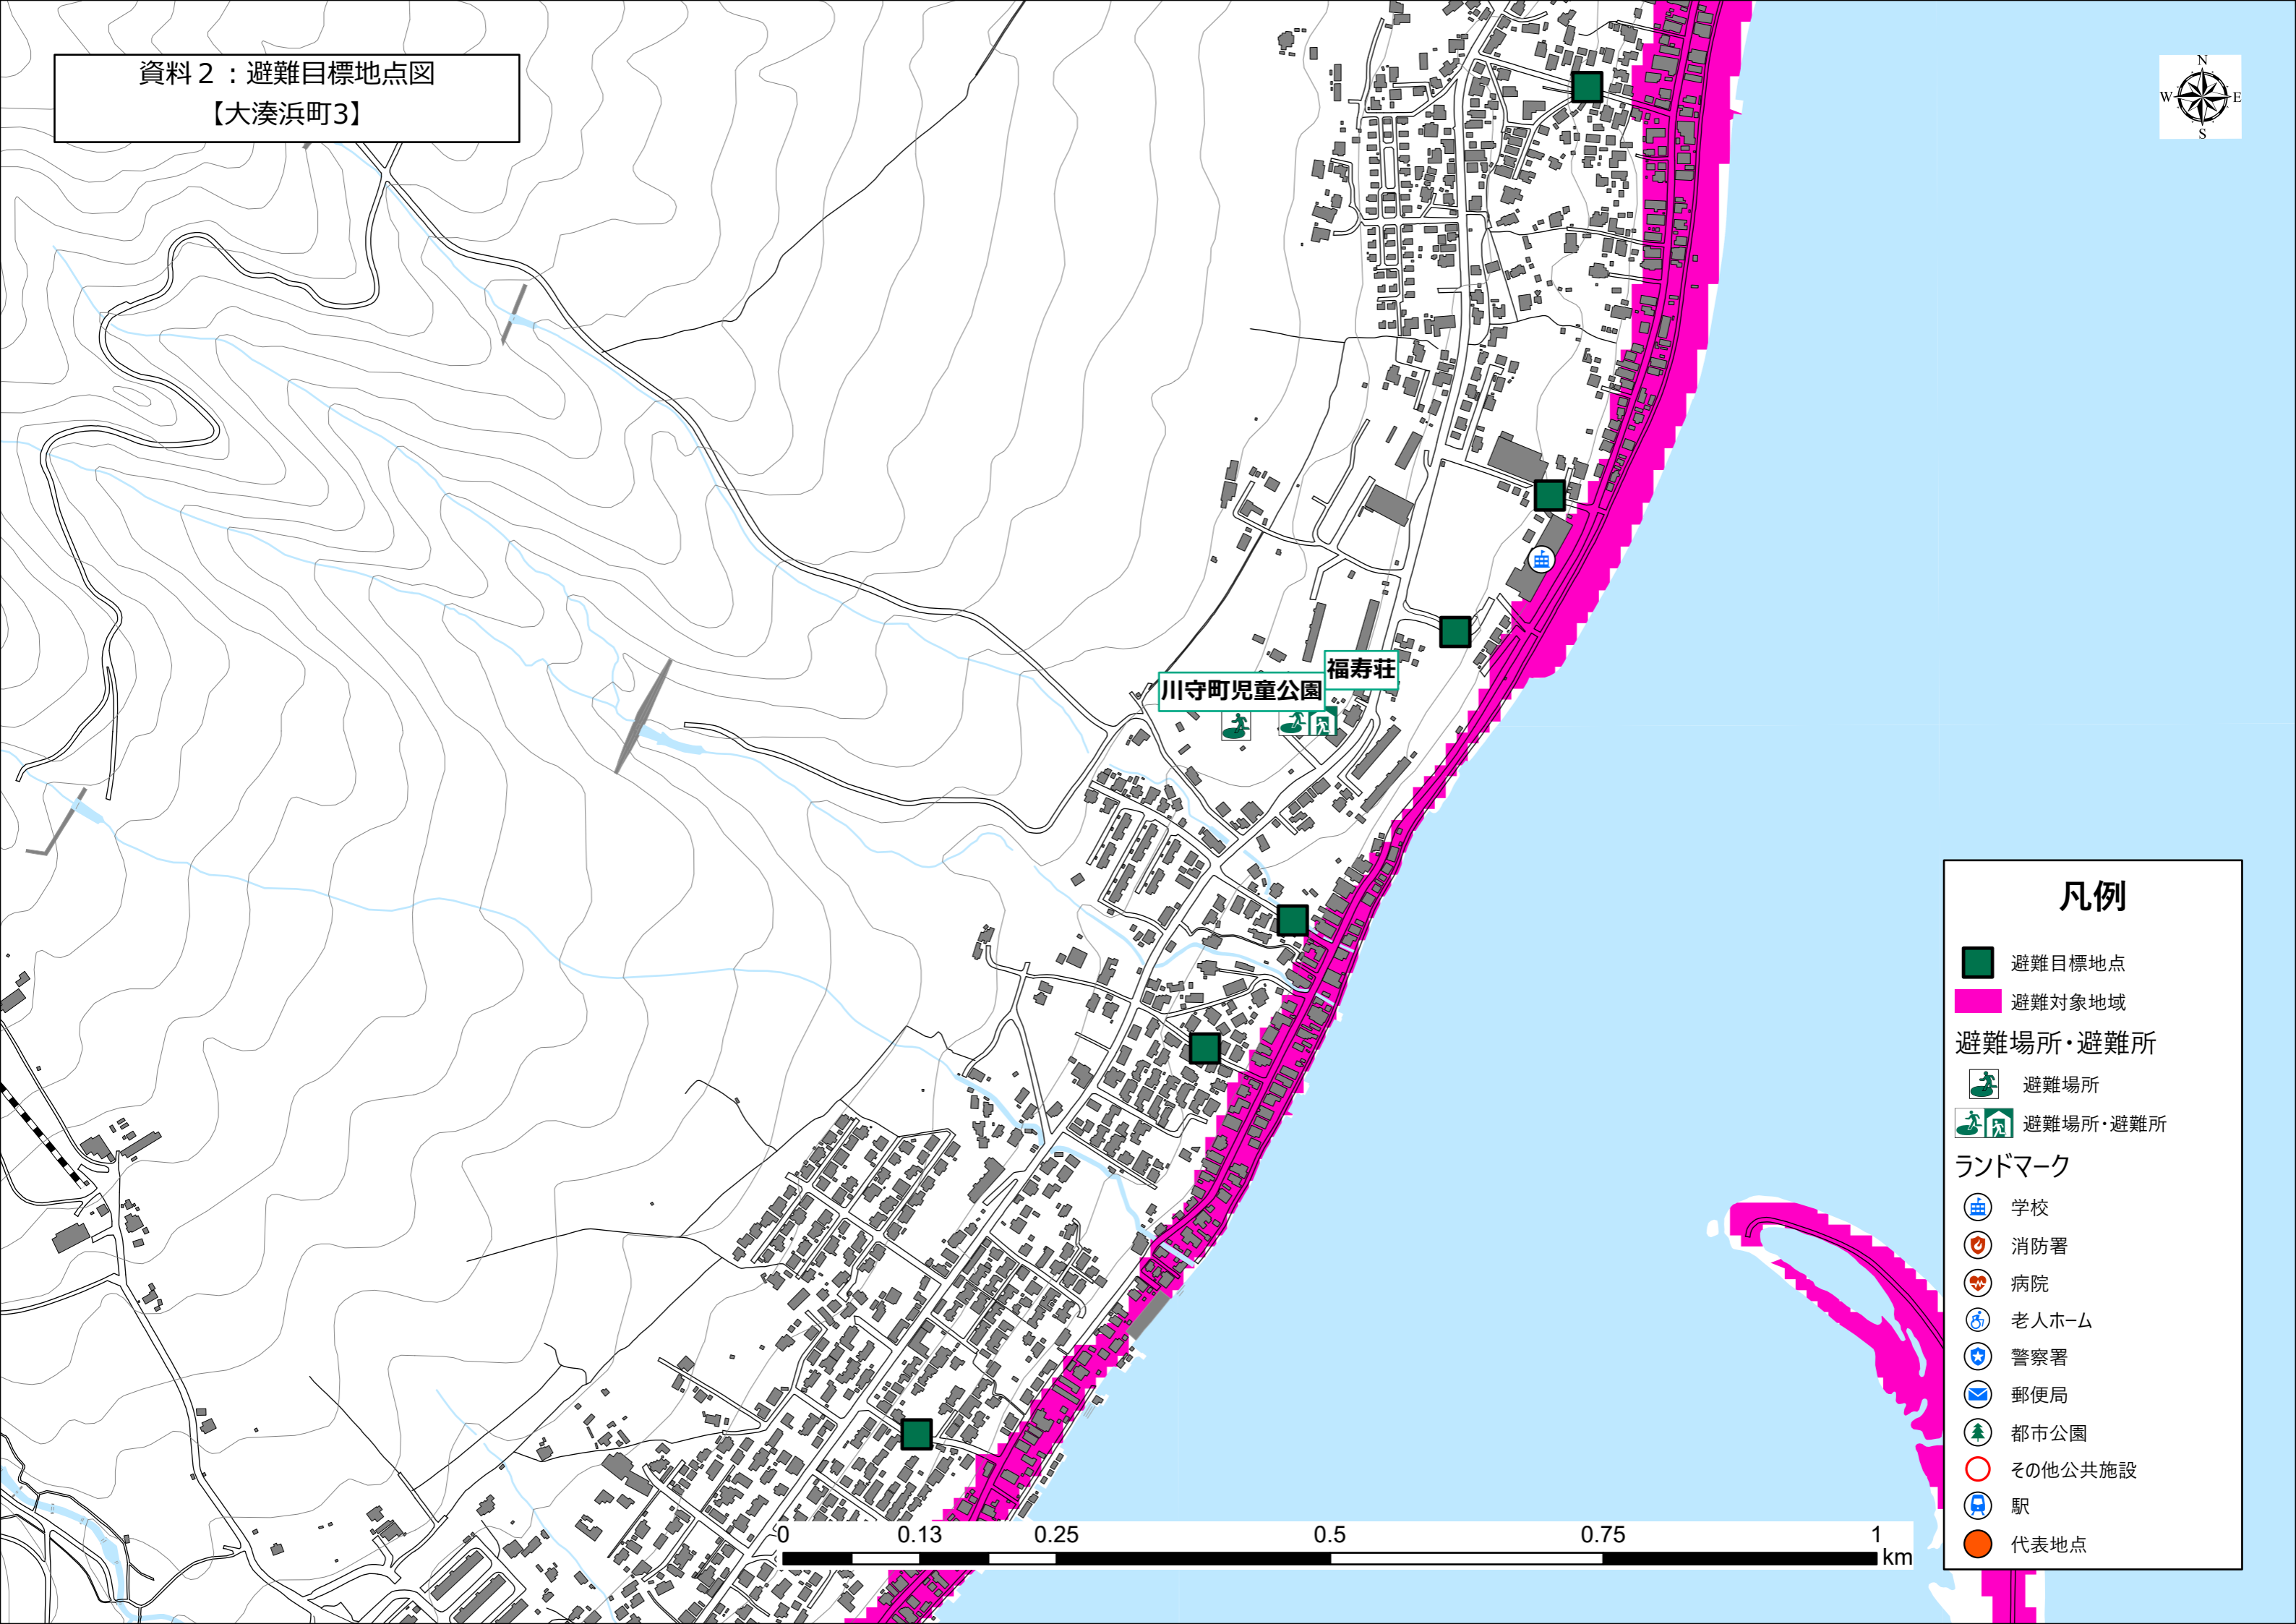 資料2：避難目標地点図
【大湊浜町3】
N
W
E
S
福寿荘
川守町児童公園
凡例
避難目標地点
避難対象地域
避難場所・避難所
避難場所
避難場所・避難所
ランドマーク
学校
消防署
病院
老人ホーム
警察署
郵便局
都市公園
その他公共施設
駅
代表地点
0 0.13 0.25 0.5 0.75 1
km